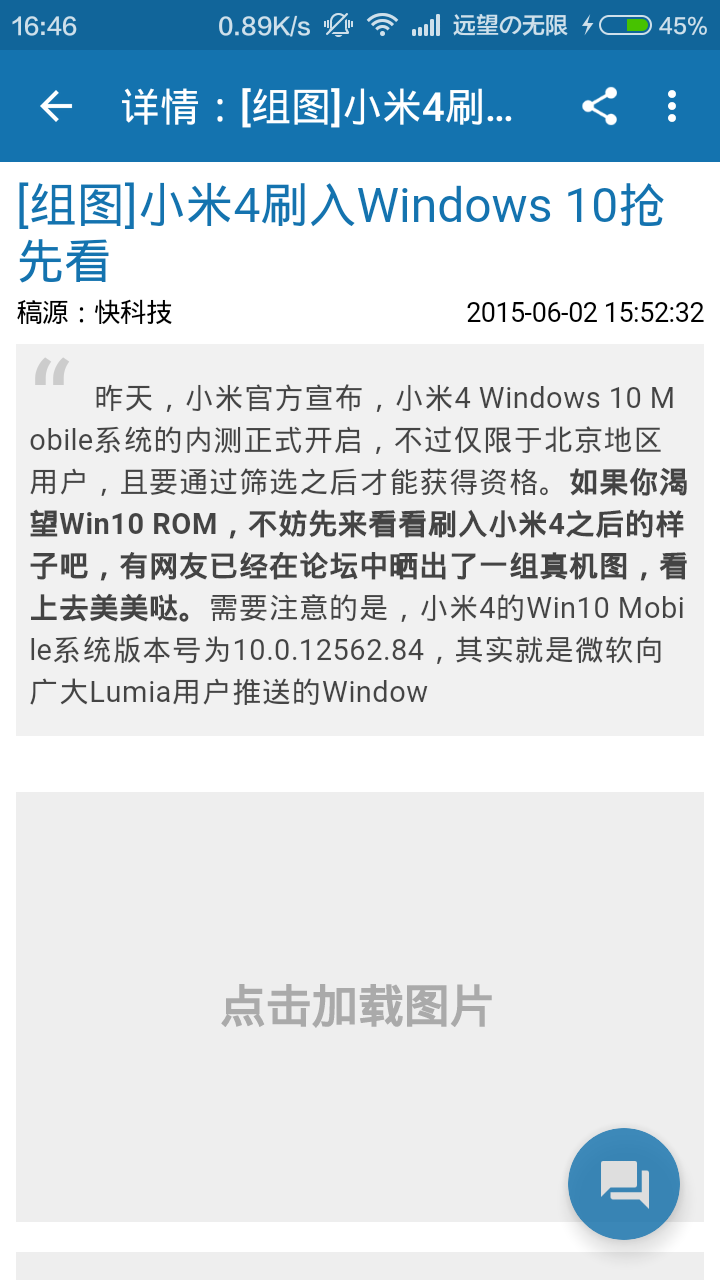 16:46 0.89K/s 远望の无限 45%
详情：[组图]小米4刷...
[组图]小米4刷入Windows 10抢
先看
稿源：快科技 2015-06-02 15:52:32
“
昨天，小米官方宣布，小米4 Windows 10 M
obile系统的内测正式开启，不过仅限于北京地区
用户，且要通过筛选之后才能获得资格。如果你渴
望Win10 ROM，不妨先来看看刷入小米4之后的样
子吧，有网友已经在论坛中晒出了一组真机图，看
上去美美哒。需要注意的是，小米4的Win10 Mobi
le系统版本号为10.0.12562.84，其实就是微软向
广大Lumia用户推送的Window
点击加载图片